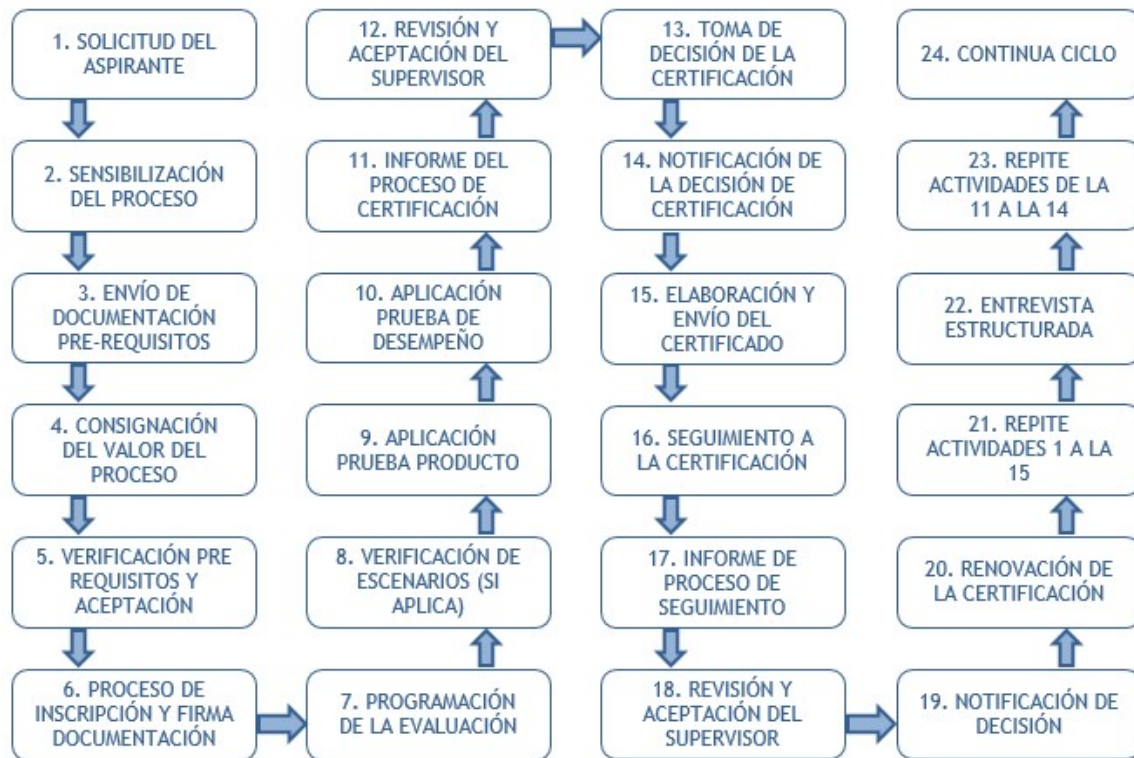 1. SOLICITUD DEL
ASPIRANTE
2. SENSIBILIZACIÓN
DEL PROCESO
3. ENVÍO DE
DOCUMENTACIÓN
PRE-REQUISITOS
4. CONSIGNACIÓN
DEL VALOR DEL
PROCESO
5. VERIFICACIÓN PRE
REQUISITOS Y
ACEPTACIÓN
6. PROCESO DE
INSCRIPCIÓN Y FIRMA
DOCUMENTACIÓN
7. PROGRAMACIÓN
DE LA EVALUACIÓN
8. VERIFICACIÓN DE
ESCENARIOS (SI
APLICA)
9. APLICACIÓN
PRUEBA PRODUCTO
10. APLICACIÓN
PRUEBA DE
DESEMPEÑO
11. INFORME DEL
PROCESO DE
CERTIFICACIÓN
12. REVISIÓN Y
ACEPTACIÓN DEL
SUPERVISOR
13. TOMA DE
DECISIÓN DE LA
CERTIFICACIÓN
14. NOTIFICACIÓN DE
LA DECISIÓN DE
CERTIFICACIÓN
15. ELABORACIÓN Y
ENVÍO DEL
CERTIFICADO
16. SEGUIMIENTO A
LA CERTIFICACIÓN
17. INFORME DE
PROCESO DE
SEGUIMIENTO
18. REVISIÓN Y
ACEPTACIÓN DEL
SUPERVISOR
19. NOTIFICACIÓN DE
DECISIÓN
20. RENOVACIÓN DE
LA CERTIFICACIÓN
21. REPITE
ACTIVIDADES 1 A LA
15
22. ENTREVISTA
ESTRUCTURADA
23. REPITE
ACTIVIDADES DE LA
11 A LA 14
24. CONTINUA CICLO